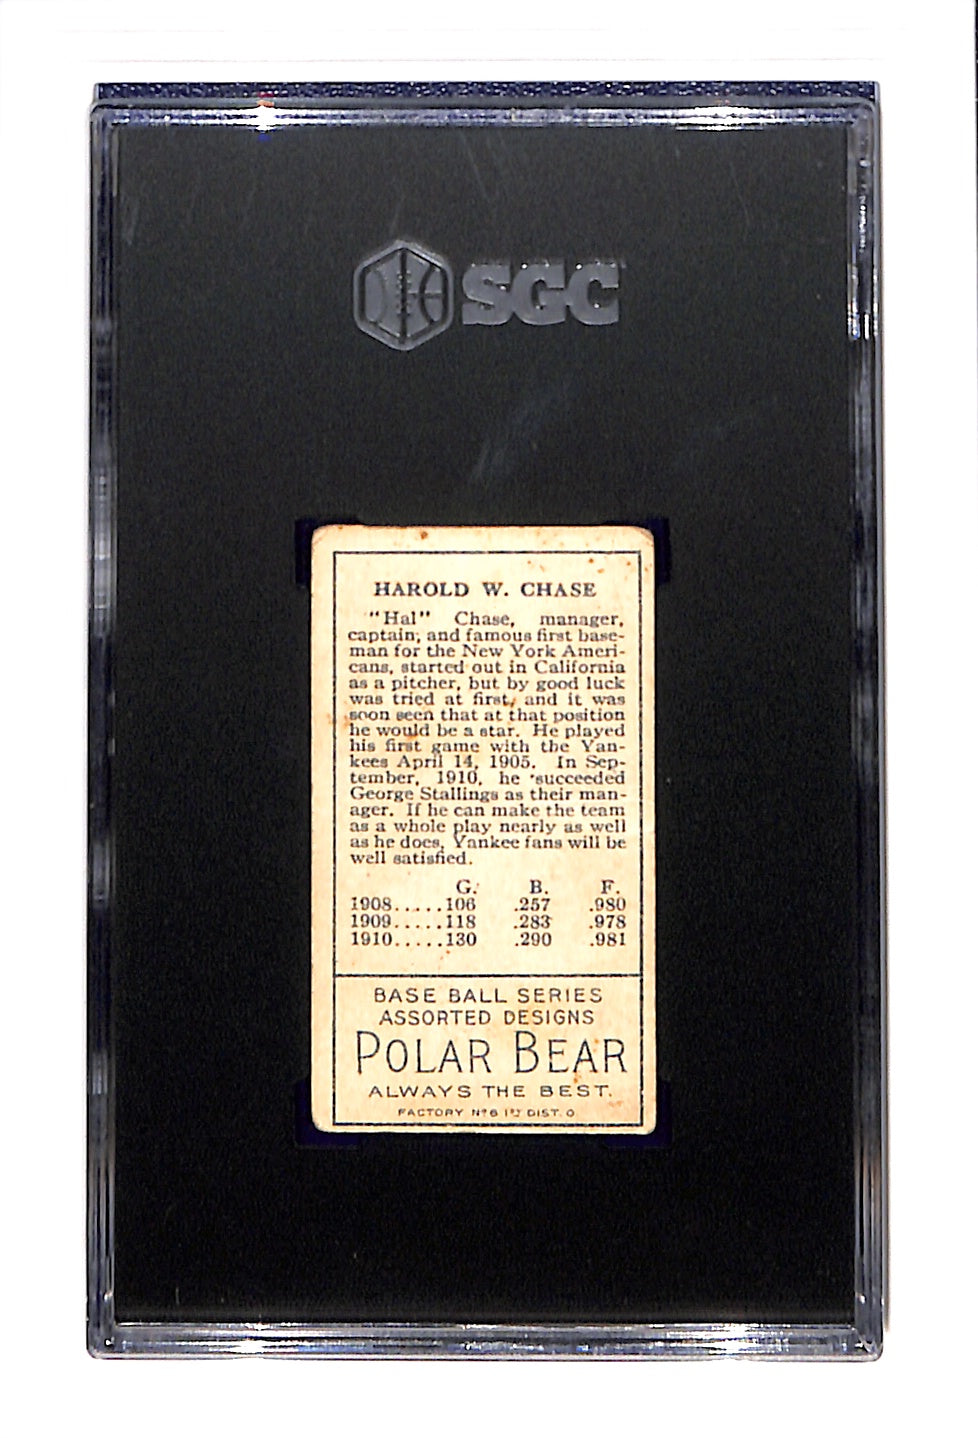 SGC
HAROLD W. CHASE
"Hal" Chase, manager,
captain, and famous first base-
man for the New York Ameri-
cans, started out in California
as a pitcher, but by good luck
was tried at first, and it was
soon seen that at that position
he would be a star. He played
his first game with the Yan-
kees April 14, 1905. In Sep-
tember, 1910, he succeeded
George Stallings as their man-
ager. If he can make the team
as a whole play nearly as well
as he does, Yankee fans will be
well satisfied.
G. B. F.
1908.....106 .257 .980
1909.....118 .283 .978
1910.....130 .290 .981
BASE BALL SERIES
ASSORTED DESIGNS
POLAR BEAR
ALWAYS THE BEST.
FACTORY Nº 6 1ST DIST. O